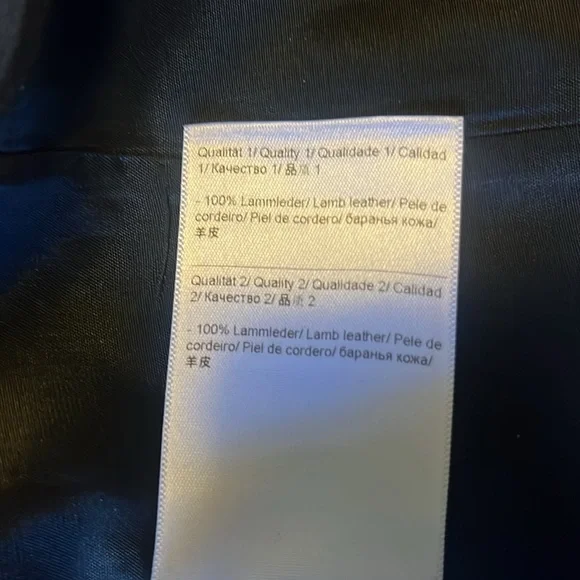 Qualität 1/ Quality 1/ Qualidade 1/ Calidad
1/ Качество 1/ 品质 1
- 100% Lammleder/ Lamb leather/ Pele de
cordeiro/ Piel de cordero/ баранья кожа/
羊皮
Qualität 2/ Quality 2/ Qualidade 2/ Calidad
2/ Качество 2/ 品质 2
- 100% Lammleder/ Lamb leather/ Pele de
cordeiro/ Piel de cordero/ баранья кожа/
羊皮